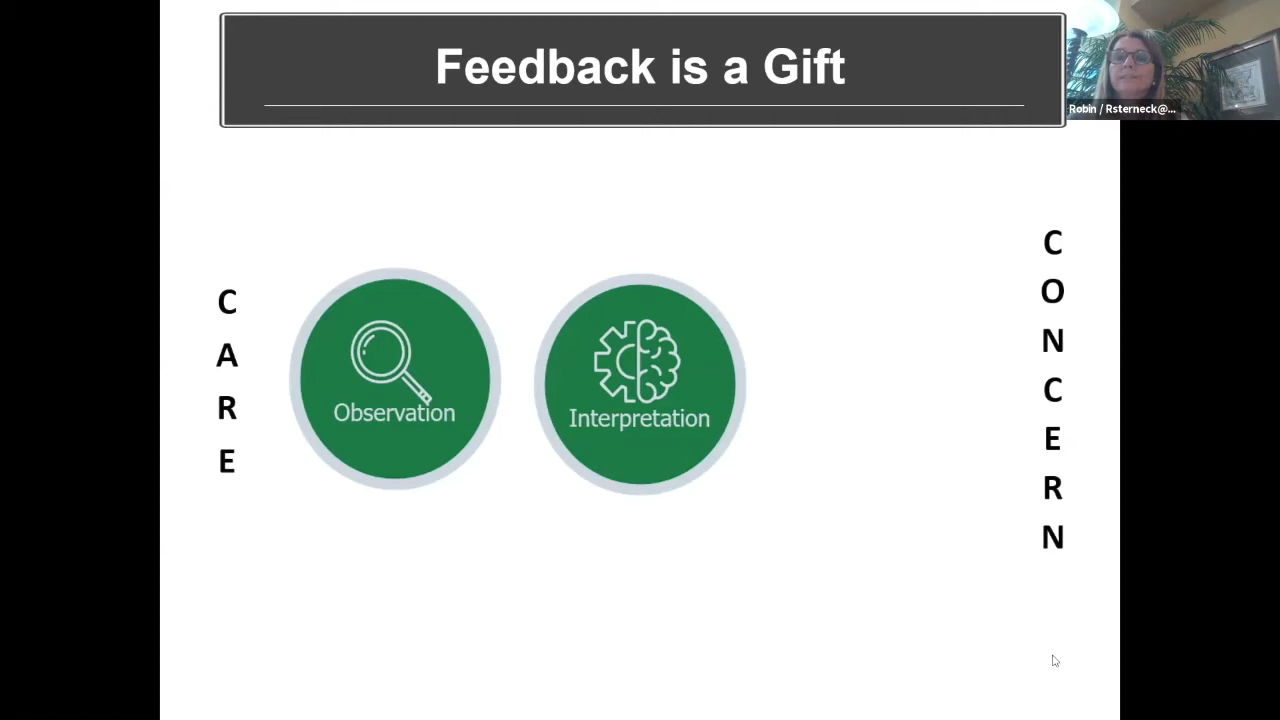 Feedback is a Gift
Robin / Rsterneck@...
C
A
R
E
Observation
Interpretation
C
O
N
C
E
R
N